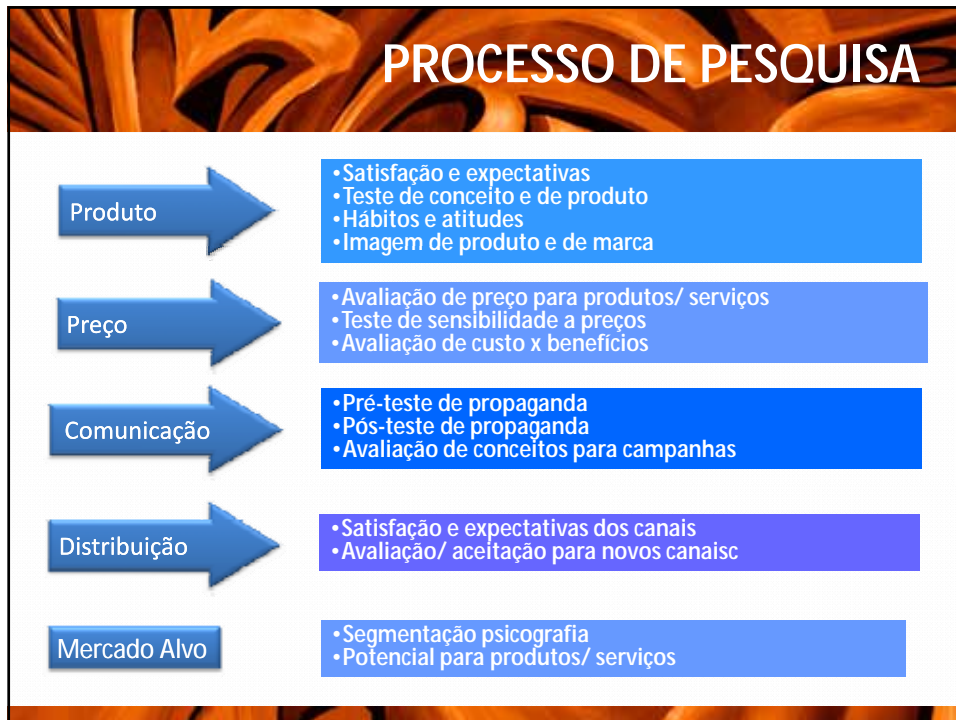 PROCESSO DE PESQUISA
Produto
•Satisfação e expectativas
•Teste de conceito e de produto
•Hábitos e atitudes
•Imagem de produto e de marca
Preço
•Avaliação de preço para produtos/ serviços
•Teste de sensibilidade a preços
•Avaliação de custo x benefícios
Comunicação
•Pré-teste de propaganda
•Pós-teste de propaganda
•Avaliação de conceitos para campanhas
Distribuição
•Satisfação e expectativas dos canais
•Avaliação/ aceitação para novos canaisc
Mercado Alvo
•Segmentação psicografia
•Potencial para produtos/ serviços